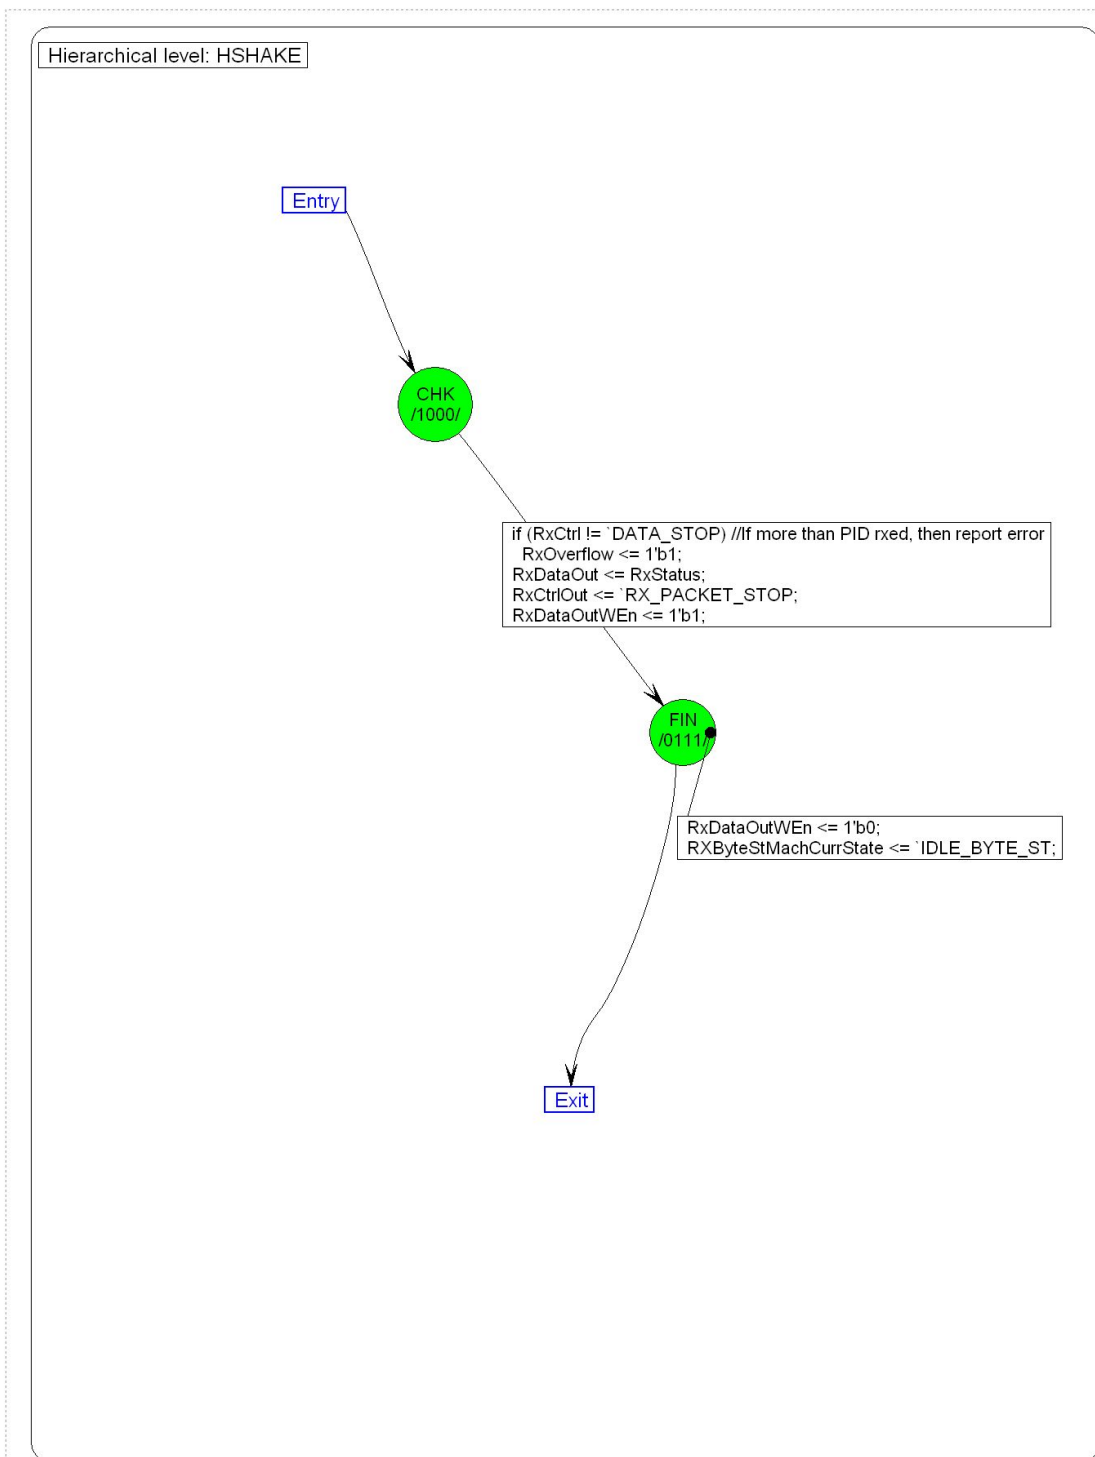 Hierarchical level: HSHAKE
Entry
CHK
/1000/
if (RxCtrl != `DATA_STOP) //If more than PID rxed, then report error
RxOverflow <= 1'b1;
RxDataOut <= RxStatus;
RxCtrlOut <= `RX_PACKET_STOP;
RxDataOutWEn <= 1'b1;
FIN
/0111/
RxDataOutWEn <= 1'b0;
RXByteStMachCurrState <= `IDLE_BYTE_ST;
Exit